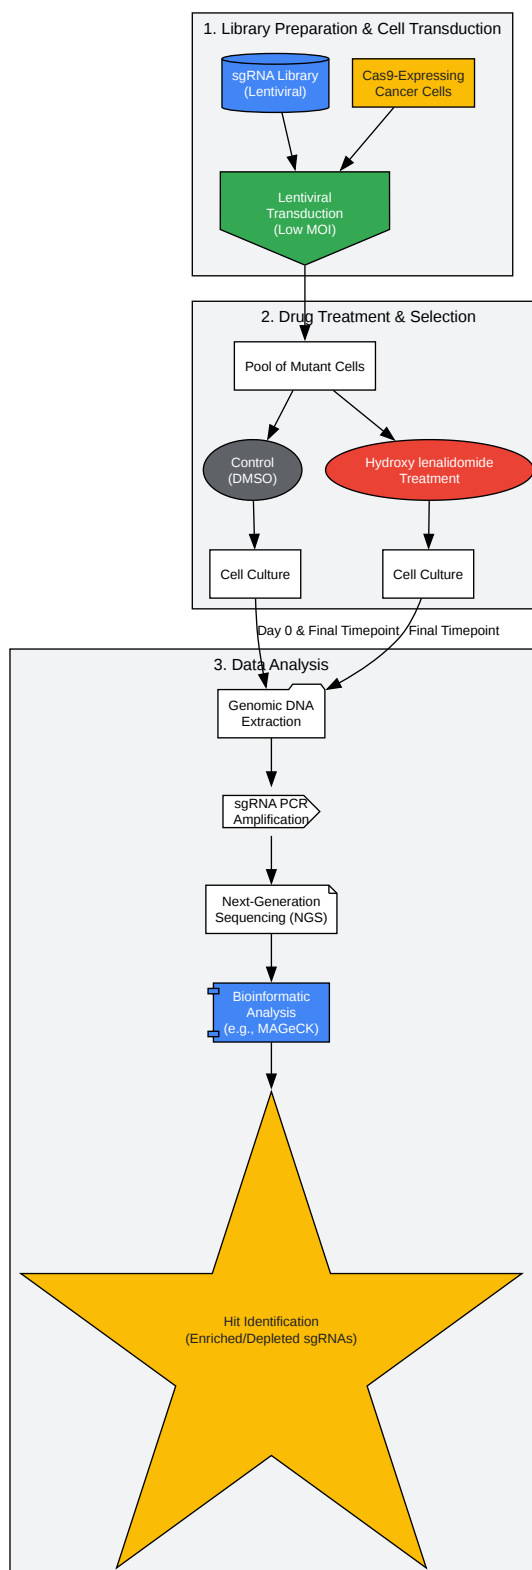 1. Library Preparation & Cell Transduction
sgRNA Library
(Lentiviral)
Cas9-Expressing
Cancer Cells
Lentiviral
Transduction
(Low MOI)
2. Drug Treatment & Selection
Pool of Mutant Cells
Control
(DMSO)
Hydroxy lenalidomide
Treatment
Cell Culture
Cell Culture
Day 0 & Final Timepoint
Final Timepoint
3. Data Analysis
Genomic DNA
Extraction
sgRNA PCR
Amplification
Next-Generation
Sequencing (NGS)
Bioinformatic
Analysis
(e.g., MAGeCK)
Hit Identification
(Enriched/Depleted sgRNAs)